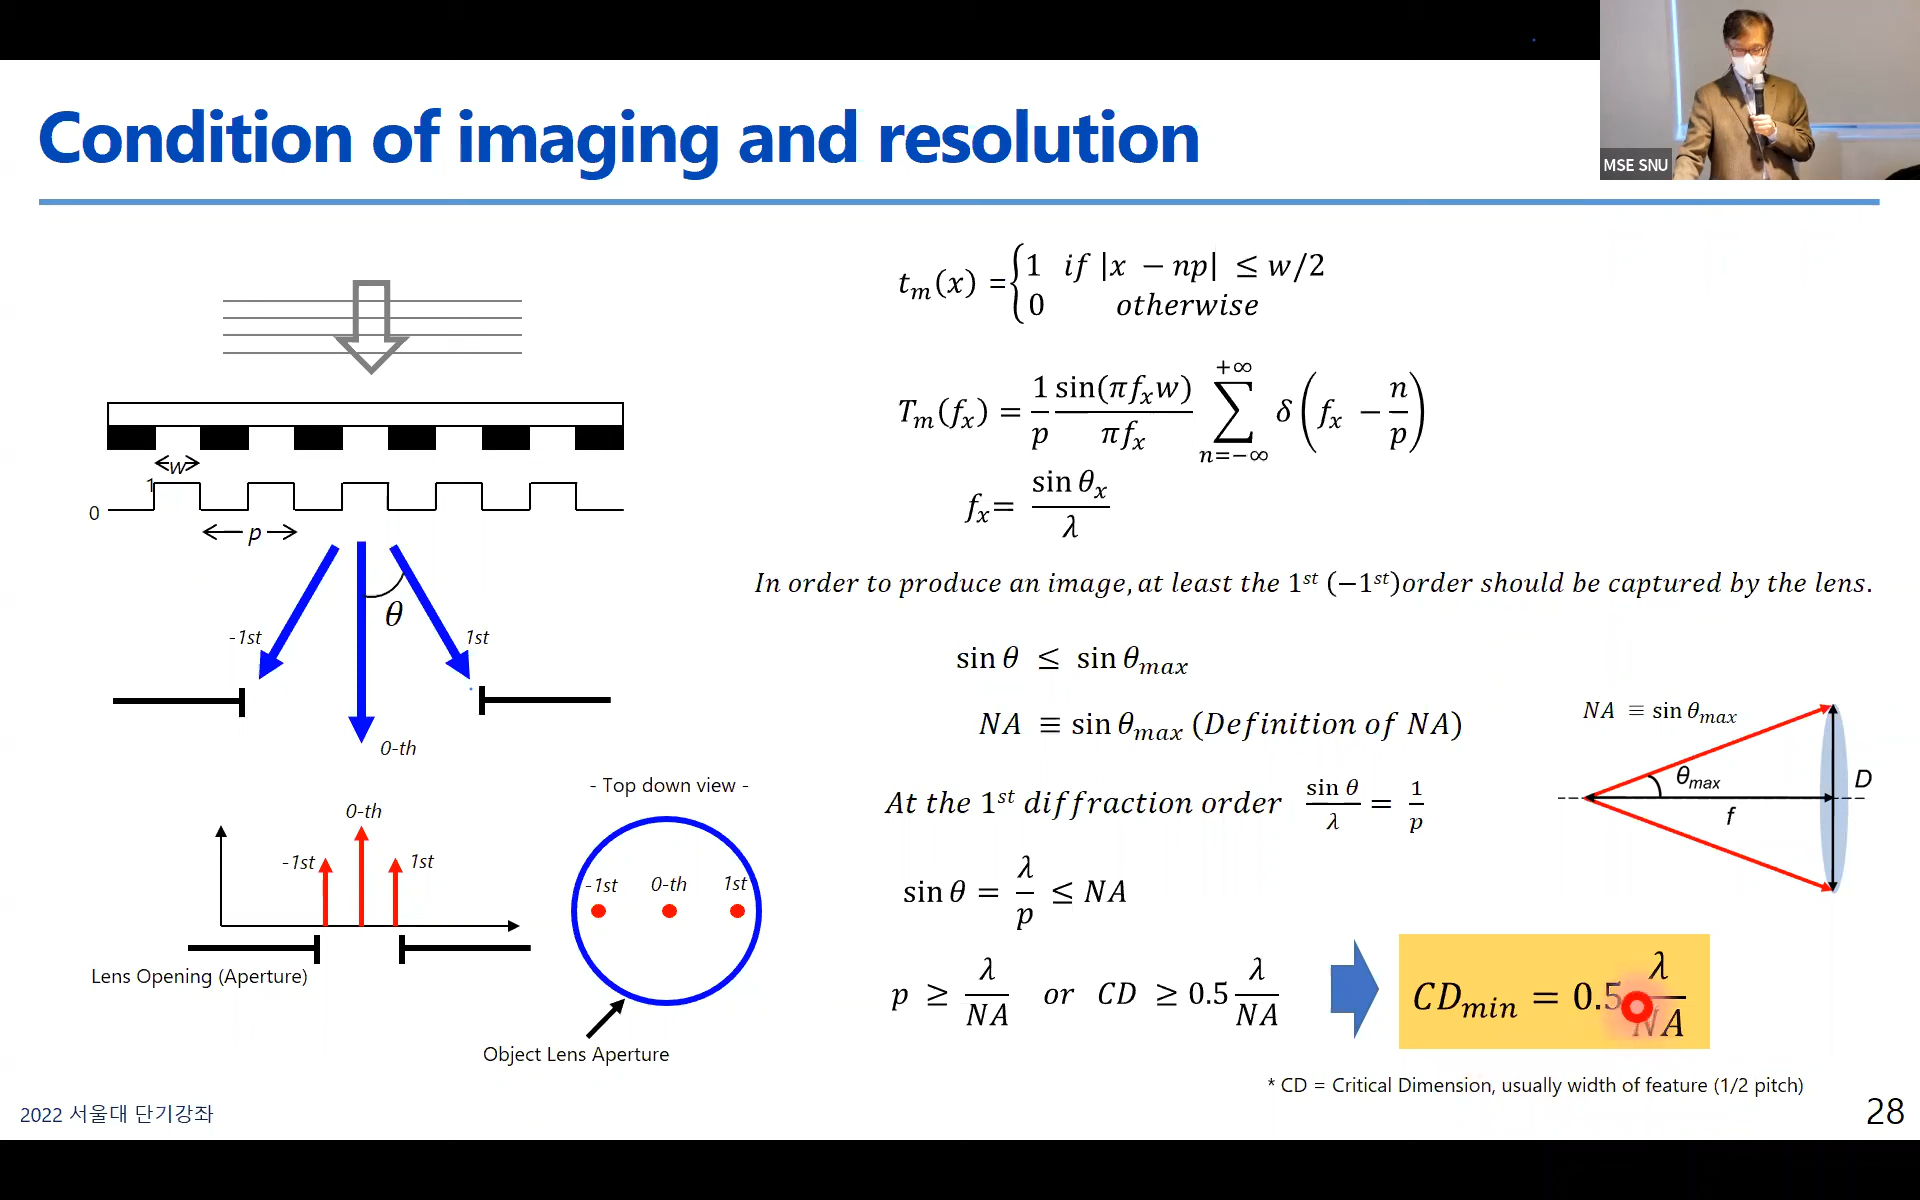 MSE SNU
Condition of imaging and resolution
t_m(x) = {1 if |x − np| ≤ w/2
0 otherwise
T_m(f_x) = 1/p sin(πf_x w)/πf_x ∑_{n=−∞}^{+∞} δ(f_x − n/p)
f_x = sin θ_x / λ
w
1
0
p
θ
-1st
1st
0-th
In order to produce an image, at least the 1st (−1st)order should be captured by the lens.
sin θ ≤ sin θ_max
NA ≡ sin θ_max (Definition of NA)
At the 1st diffraction order sin θ / λ = 1/p
sin θ = λ/p ≤ NA
p ≥ λ/NA or CD ≥ 0.5 λ/NA
CD_min = 0.5 λ/NA
NA ≡ sin θ_max
θ_max
f
D
0-th
-1st
1st
Lens Opening (Aperture)
- Top down view -
-1st 0-th 1st
Object Lens Aperture
* CD = Critical Dimension, usually width of feature (1/2 pitch)
2022 서울대 단기강좌
28